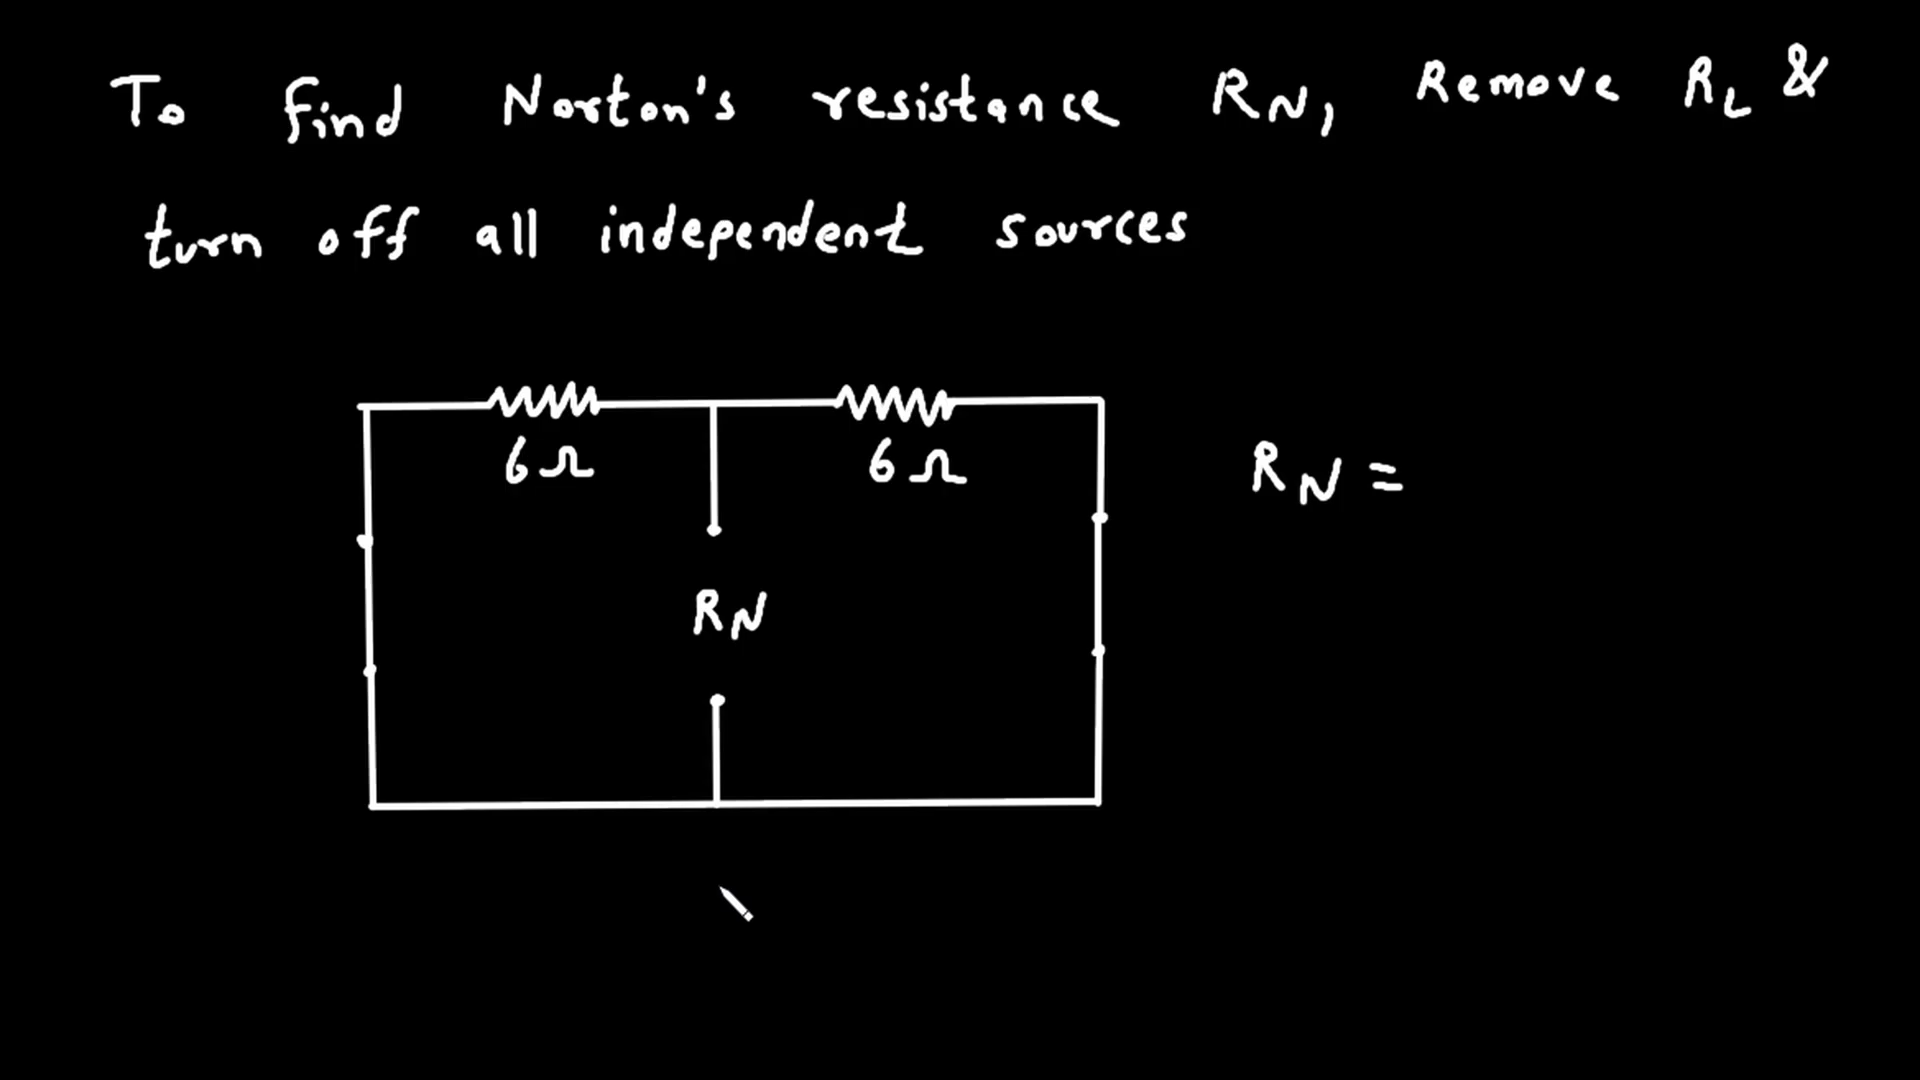 To find Norton's resistance RN, Remove RL &
turn off all independent sources
6Ω 6Ω
RN =
RN